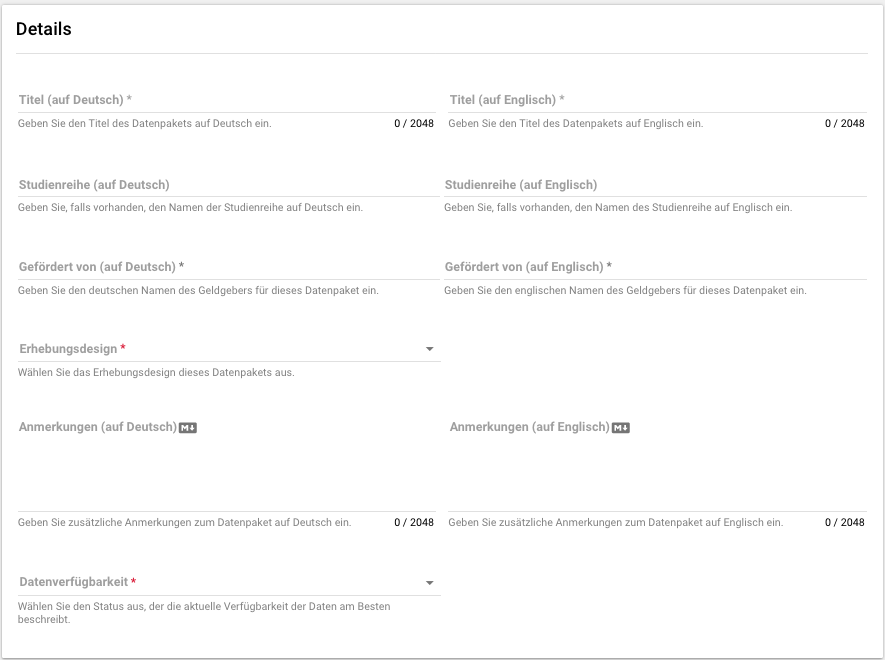 Details
Titel (auf Deutsch) *
Titel (auf Englisch) *
Geben Sie den Titel des Datenpakets auf Deutsch ein. 0 / 2048
Geben Sie den Titel des Datenpakets auf Englisch ein. 0 / 2048
Studienreihe (auf Deutsch)
Studienreihe (auf Englisch)
Geben Sie, falls vorhanden, den Namen der Studienreihe auf Deutsch ein.
Geben Sie, falls vorhanden, den Namen des Studienreihe auf Englisch ein.
Gefördert von (auf Deutsch) *
Gefördert von (auf Englisch) *
Geben Sie den deutschen Namen des Geldgebers für dieses Datenpaket ein.
Geben Sie den englischen Namen des Geldgebers für dieses Datenpaket ein.
Erhebungsdesign *
Wählen Sie das Erhebungsdesign dieses Datenpakets aus.
Anmerkungen (auf Deutsch) M
Anmerkungen (auf Englisch) M
Geben Sie zusätzliche Anmerkungen zum Datenpaket auf Deutsch ein. 0 / 2048
Geben Sie zusätzliche Anmerkungen zum Datenpaket auf Englisch ein. 0 / 2048
Datenverfügbarkeit *
Wählen Sie den Status aus, der die aktuelle Verfügbarkeit der Daten am Besten
beschreibt.